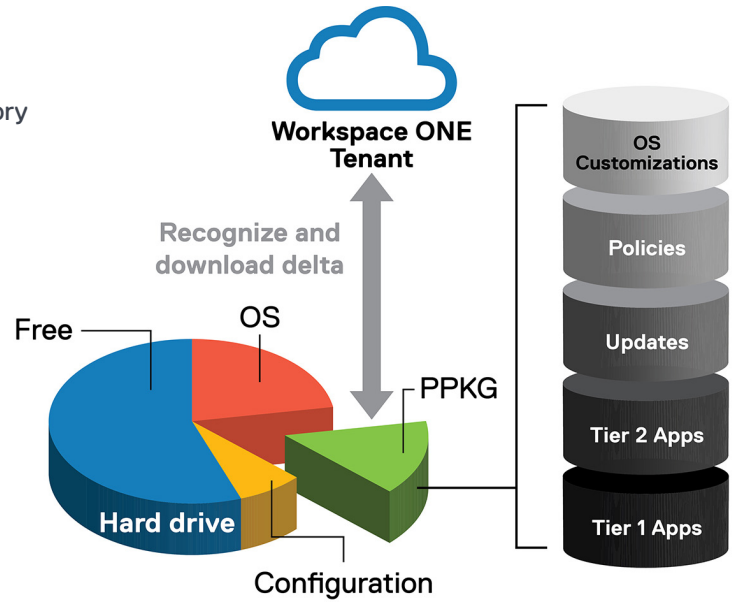 Workspace ONE
Tenant
Recognize and
download delta
Free
OS
PPKG
Hard drive
Configuration
OS
Customizations
Policies
Updates
Tier 2 Apps
Tier 1 Apps